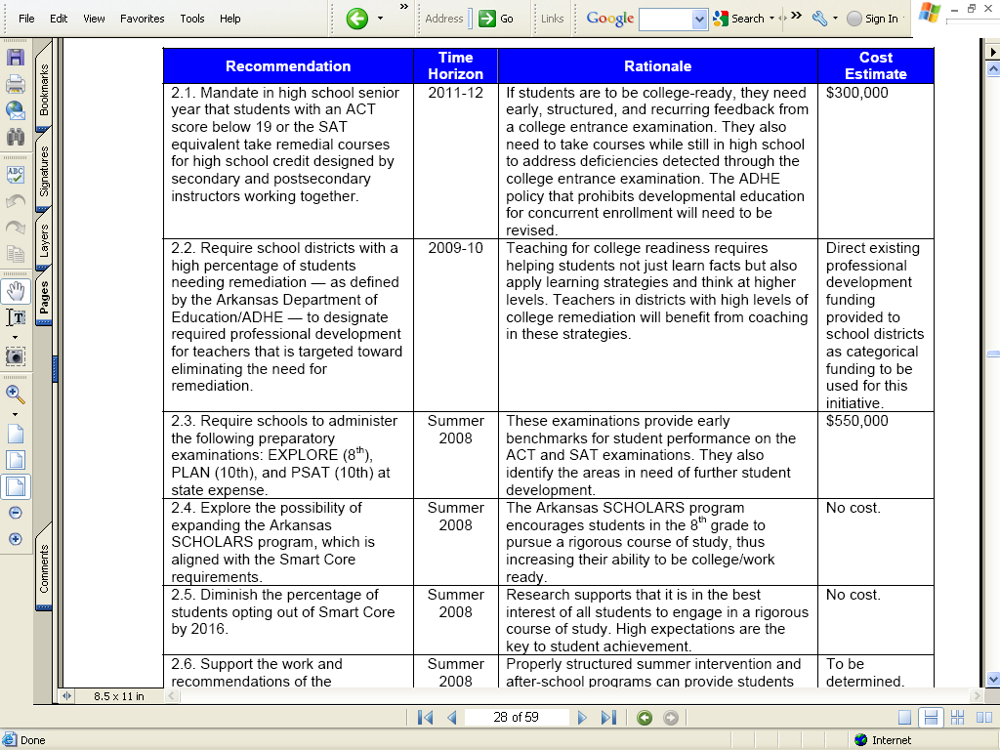 File Edit View Favorites Tools Help
Address Go Links Google Search Sign In
Bookmarks
Signatures
Layers
Pages
Comments
Recommendation
Time
Horizon
Rationale
Cost
Estimate
2.1. Mandate in high school senior
year that students with an ACT
score below 19 or the SAT
equivalent take remedial courses
for high school credit designed by
secondary and postsecondary
instructors working together.
2011-12
If students are to be college-ready, they need
early, structured, and recurring feedback from
a college entrance examination. They also
need to take courses while still in high school
to address deficiencies detected through the
college entrance examination. The ADHE
policy that prohibits developmental education
for concurrent enrollment will need to be
revised.
$300,000
2.2. Require school districts with a
high percentage of students
needing remediation — as defined
by the Arkansas Department of
Education/ADHE — to designate
required professional development
for teachers that is targeted toward
eliminating the need for
remediation.
2009-10
Teaching for college readiness requires
helping students not just learn facts but also
apply learning strategies and think at higher
levels. Teachers in districts with high levels of
college remediation will benefit from coaching
in these strategies.
Direct existing
professional
development
funding
provided to
school districts
as categorical
funding to be
used for this
initiative.
2.3. Require schools to administer
the following preparatory
examinations: EXPLORE (8th),
PLAN (10th), and PSAT (10th) at
state expense.
Summer
2008
These examinations provide early
benchmarks for student performance on the
ACT and SAT examinations. They also
identify the areas in need of further student
development.
$550,000
2.4. Explore the possibility of
expanding the Arkansas
SCHOLARS program, which is
aligned with the Smart Core
requirements.
Summer
2008
The Arkansas SCHOLARS program
encourages students in the 8th grade to
pursue a rigorous course of study, thus
increasing their ability to be college/work
ready.
No cost.
2.5. Diminish the percentage of
students opting out of Smart Core
by 2016.
Summer
2008
Research supports that it is in the best
interest of all students to engage in a rigorous
course of study. High expectations are the
key to student achievement.
No cost.
2.6. Support the work and
recommendations of the
Summer
2008
Properly structured summer intervention and
after-school programs can provide students
To be
determined.
8.5 x 11 in
28 of 59
Done
Internet